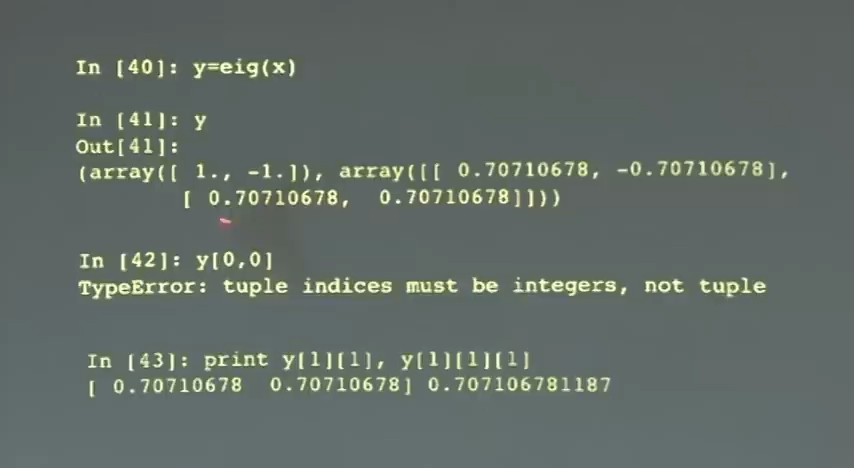 In [40]: y=eig(x)
In [41]: y
Out[41]:
(array([ 1., -1.]), array([[ 0.70710678, -0.70710678],
[ 0.70710678, 0.70710678]]))
In [42]: y[0,0]
TypeError: tuple indices must be integers, not tuple
In [43]: print y[1][1], y[1][1][1]
[ 0.70710678 0.70710678] 0.707106781187